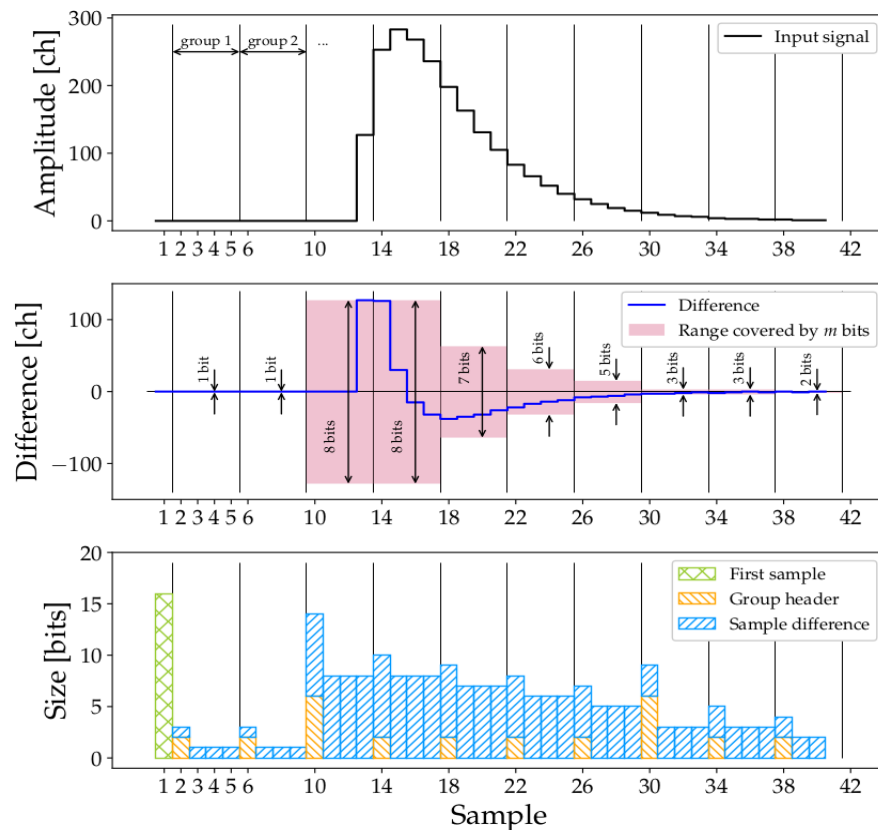 300
200
100
0
Amplitude [ch]
group 1
group 2
...
Input signal
1 2 3 4 5 6 10 14 18 22 26 30 34 38 42
100
0
−100
Difference [ch]
1 bit
1 bit
8 bits
8 bits
7 bits
6 bits
5 bits
3 bits
3 bits
2 bits
Difference
Range covered by m bits
1 2 3 4 5 6 10 14 18 22 26 30 34 38 42
20
15
10
5
0
Size [bits]
First sample
Group header
Sample difference
1 2 3 4 5 6 10 14 18 22 26 30 34 38 42
Sample